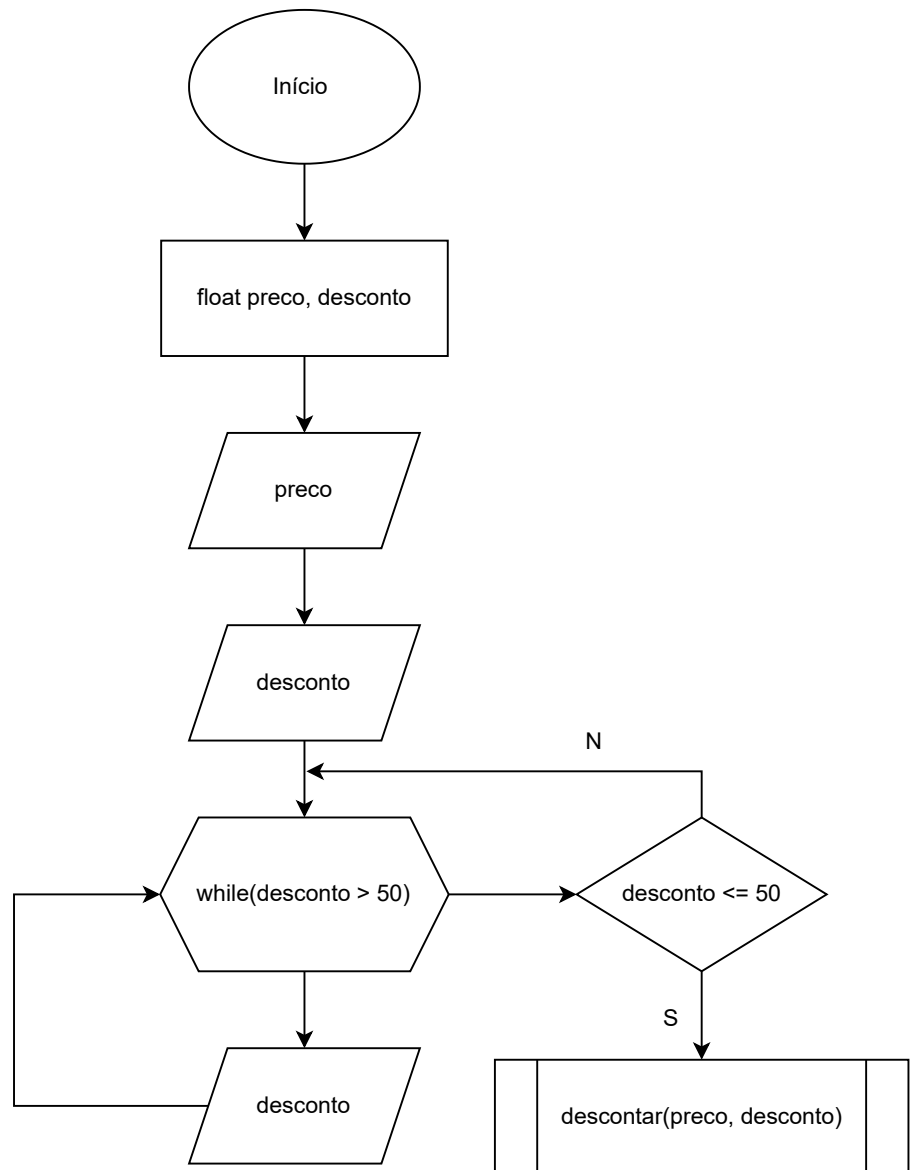 Início
float preco, desconto
preco
desconto
N
while(desconto > 50)
desconto <= 50
S
desconto
descontar(preco, desconto)